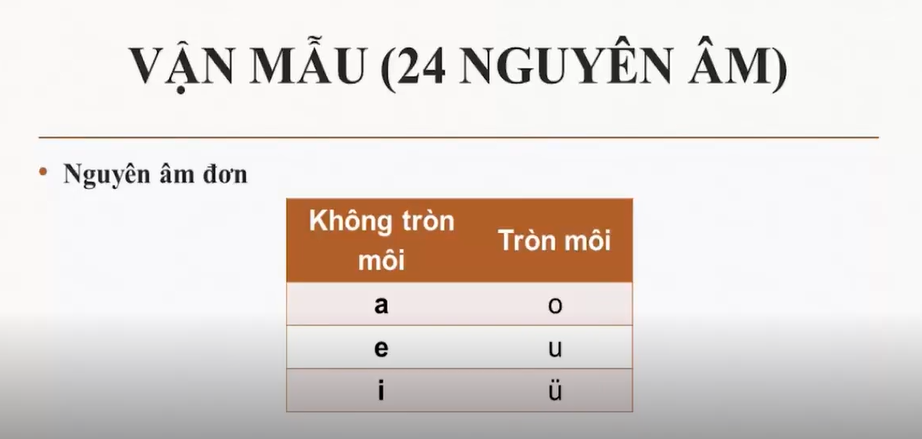 VẬN MẪU (24 NGUYÊN ÂM)
• Nguyên âm đơn
Không tròn
môi
Tròn môi
a o
e u
i ü